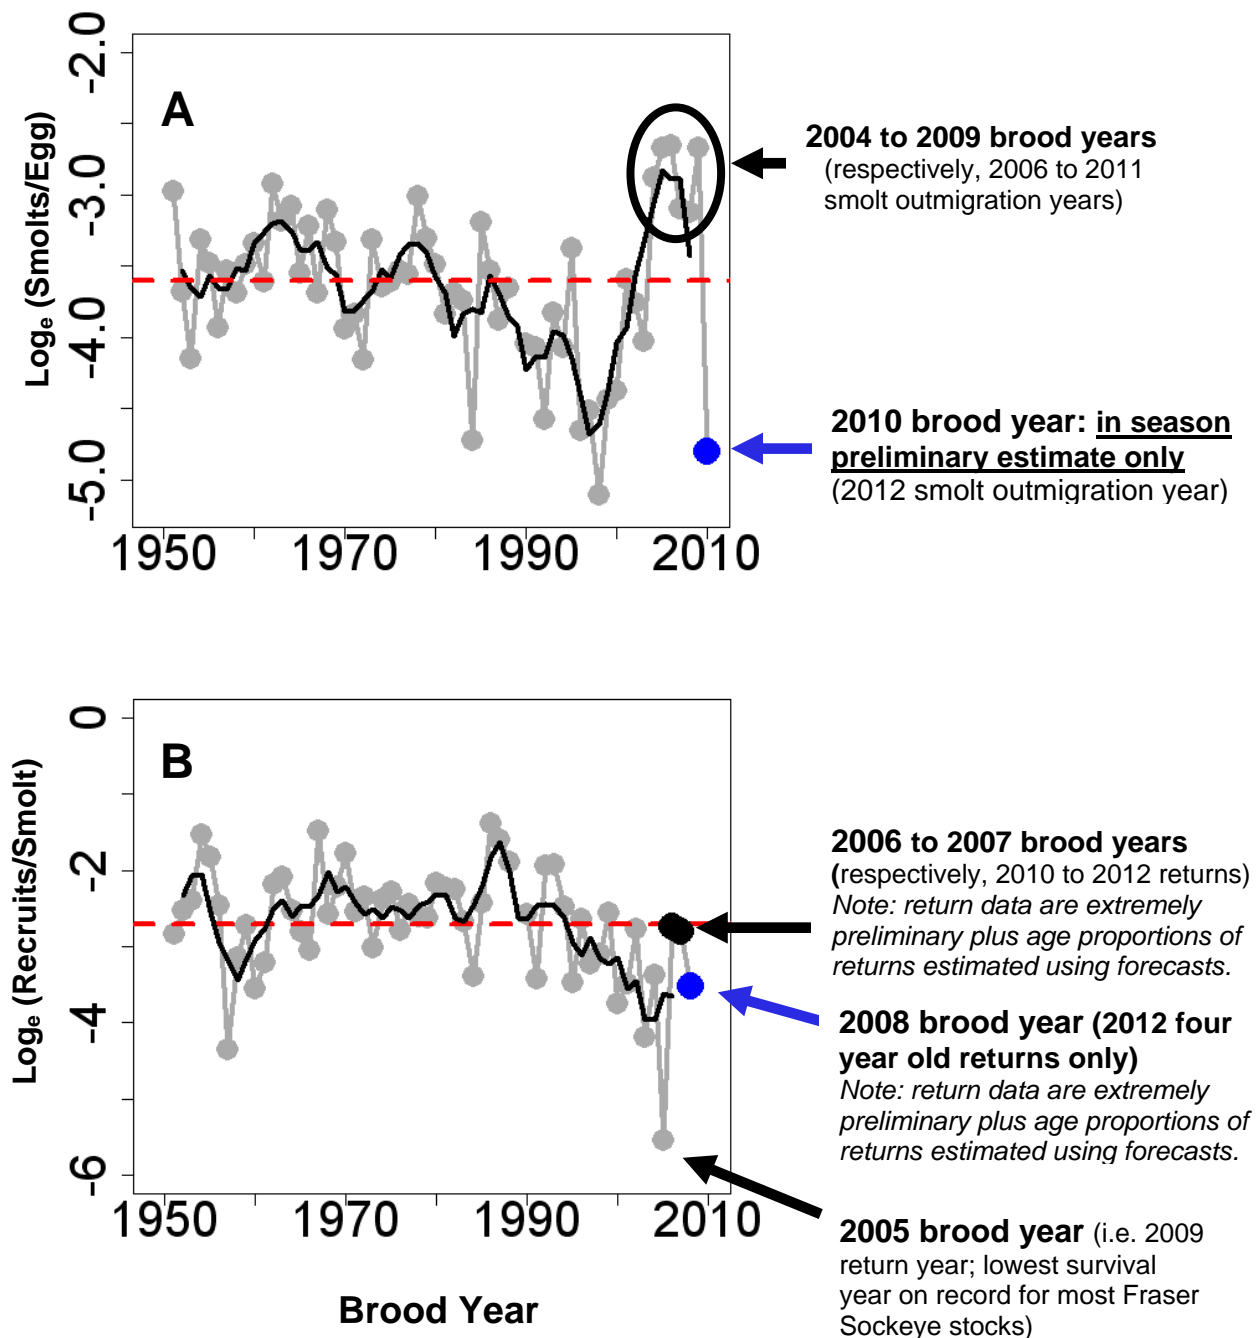 -2.0
-3.0
-4.0
-5.0
Logₑ (Smolts/Egg)
A
2004 to 2009 brood years
(respectively, 2006 to 2011
smolt outmigration years)
2010 brood year: in season
preliminary estimate only
(2012 smolt outmigration year)
1950 1970 1990 2010
0
-2
-4
-6
Logₑ (Recruits/Smolt)
B
2006 to 2007 brood years
(respectively, 2010 to 2012 returns)
Note: return data are extremely
preliminary plus age proportions of
returns estimated using forecasts.
2008 brood year (2012 four
year old returns only)
Note: return data are extremely
preliminary plus age proportions of
returns estimated using forecasts.
1950 1970 1990 2010
2005 brood year (i.e. 2009
return year; lowest survival
year on record for most Fraser
Sockeye stocks)
Brood Year